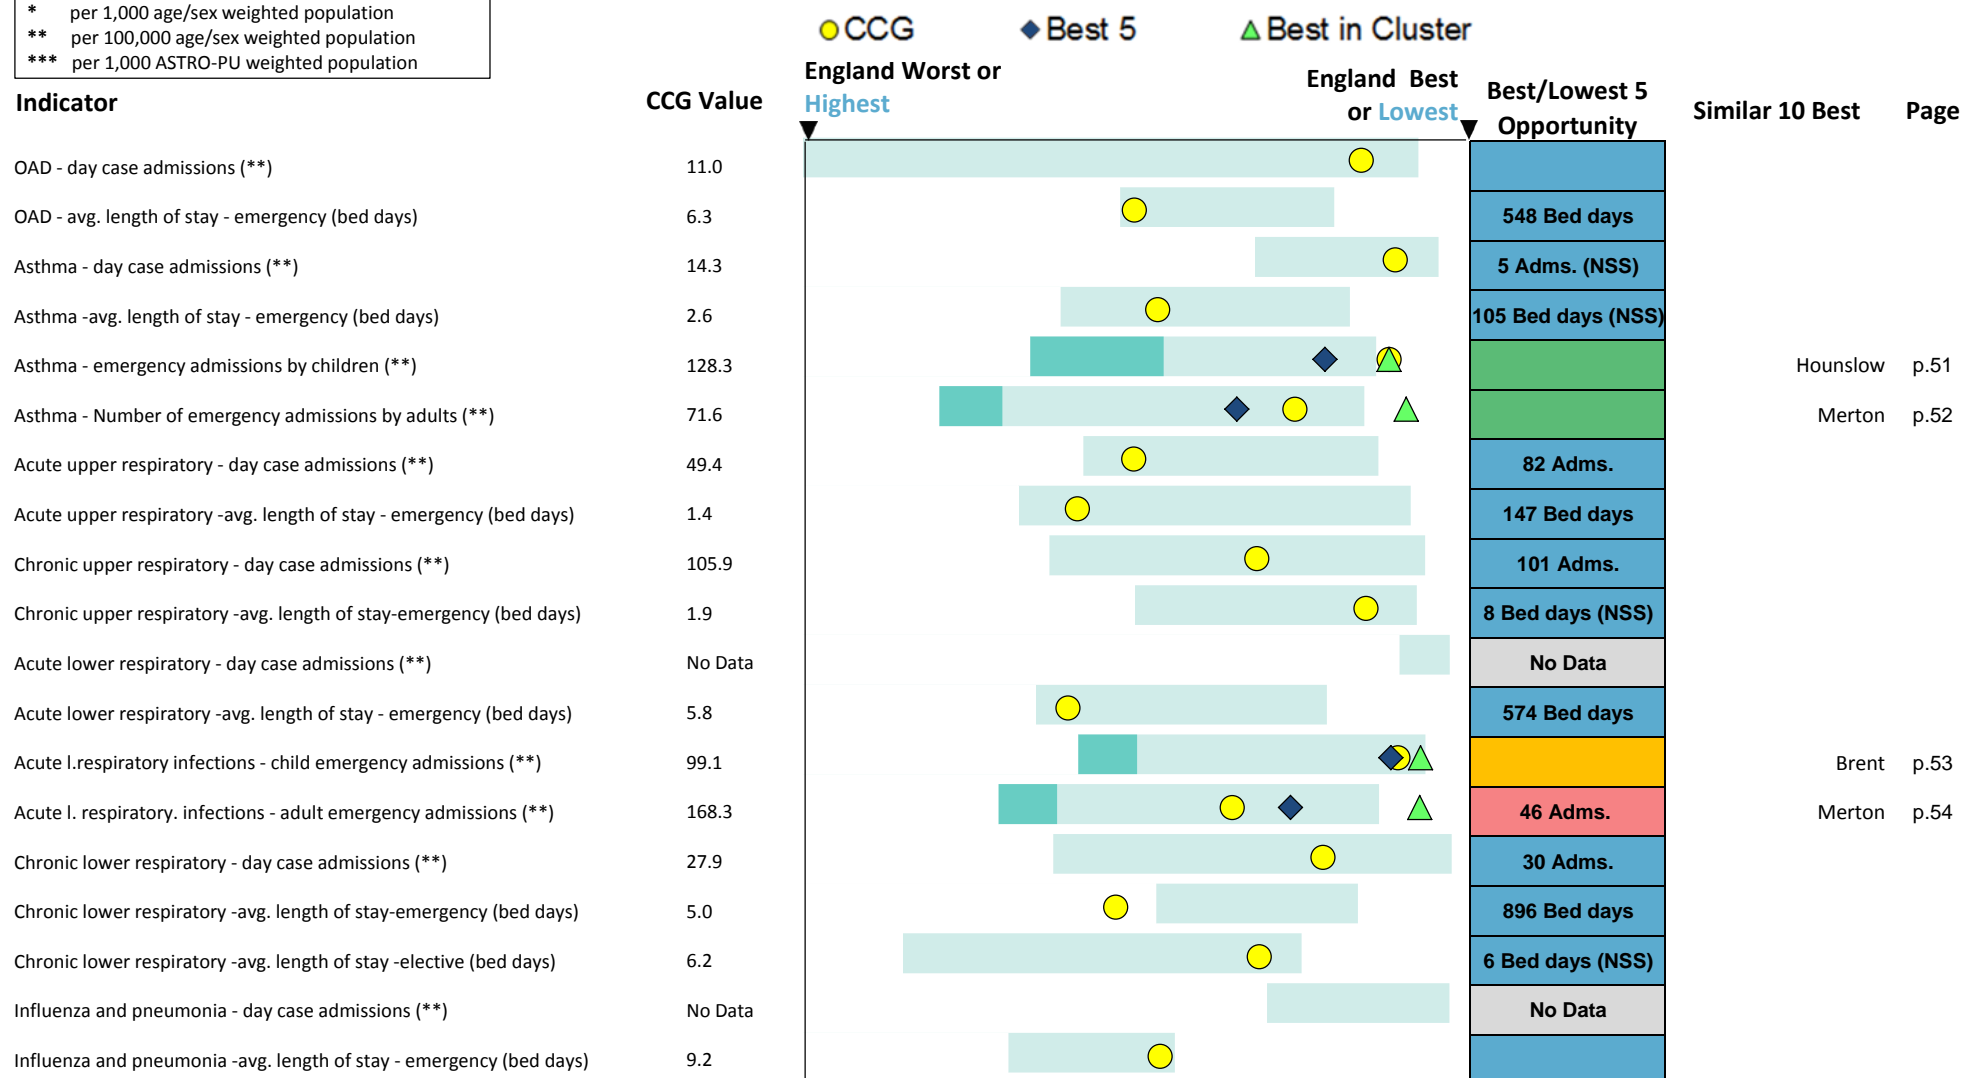 * per 1,000 age/sex weighted population
** per 100,000 age/sex weighted population
*** per 1,000 ASTRO-PU weighted population
CCG Best 5 Best in Cluster
Indicator CCG Value England Worst or Highest England Best or Lowest Best/Lowest 5 Opportunity Similar 10 Best Page
OAD - day case admissions (**) 11.0
OAD - avg. length of stay - emergency (bed days) 6.3 548 Bed days
Asthma - day case admissions (**) 14.3 5 Adms. (NSS)
Asthma -avg. length of stay - emergency (bed days) 2.6 105 Bed days (NSS)
Asthma - emergency admissions by children (**) 128.3 Hounslow p.51
Asthma - Number of emergency admissions by adults (**) 71.6 Merton p.52
Acute upper respiratory - day case admissions (**) 49.4 82 Adms.
Acute upper respiratory -avg. length of stay - emergency (bed days) 1.4 147 Bed days
Chronic upper respiratory - day case admissions (**) 105.9 101 Adms.
Chronic upper respiratory -avg. length of stay-emergency (bed days) 1.9 8 Bed days (NSS)
Acute lower respiratory - day case admissions (**) No Data No Data
Acute lower respiratory -avg. length of stay - emergency (bed days) 5.8 574 Bed days
Acute l.respiratory infections - child emergency admissions (**) 99.1 Brent p.53
Acute l. respiratory. infections - adult emergency admissions (**) 168.3 46 Adms. Merton p.54
Chronic lower respiratory - day case admissions (**) 27.9 30 Adms.
Chronic lower respiratory -avg. length of stay-emergency (bed days) 5.0 896 Bed days
Chronic lower respiratory -avg. length of stay -elective (bed days) 6.2 6 Bed days (NSS)
Influenza and pneumonia - day case admissions (**) No Data No Data
Influenza and pneumonia -avg. length of stay - emergency (bed days) 9.2